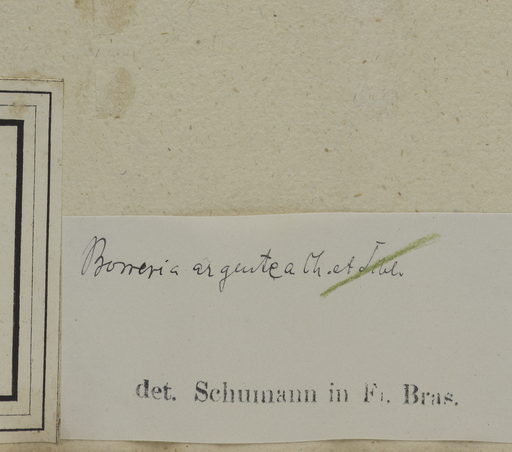 Borreria argentea Ch. et Schl.
det. Schumann in Fl. Bras.